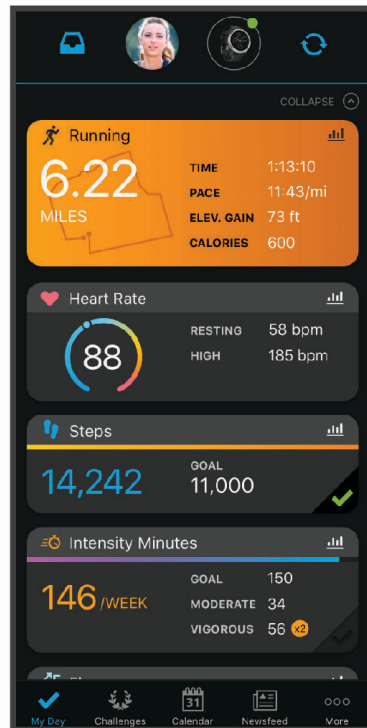 COLLAPSE
Running
6.22
MILES
TIME 1:13:10
PACE 11:43/mi
ELEV. GAIN 73 ft
CALORIES 600
Heart Rate
88
RESTING 58 bpm
HIGH 185 bpm
Steps
14,242
GOAL
11,000
Intensity Minutes
146 /WEEK
GOAL 150
MODERATE 34
VIGOROUS 56 x2
31
My Day Challenges Calendar Newsfeed More